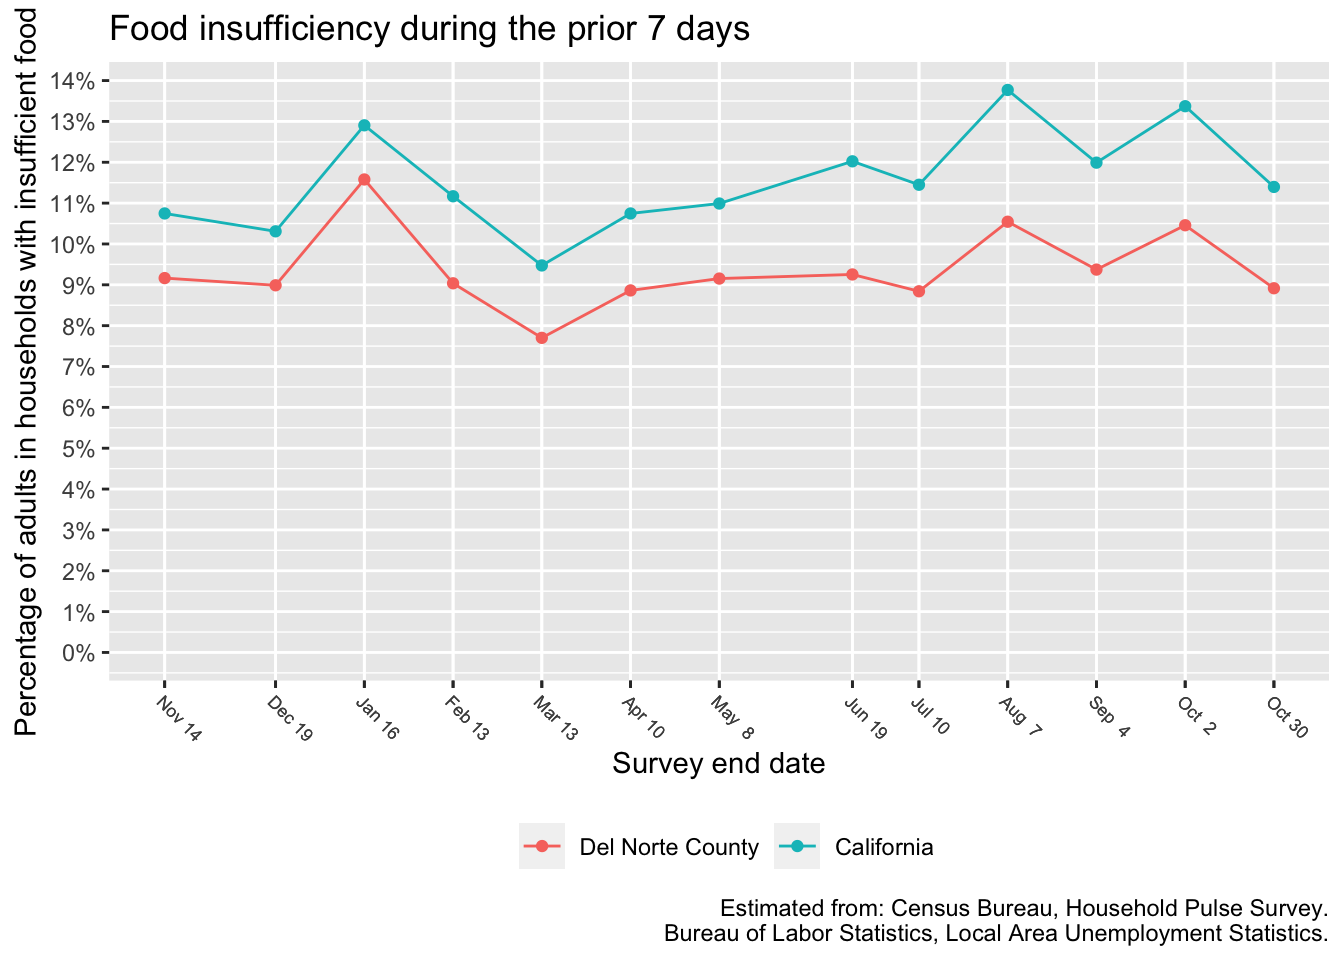 Food insufficiency during the prior 7 days
Percentage of adults in households with insufficient food
14%
13%
12%
11%
10%
9%
8%
7%
6%
5%
4%
3%
2%
1%
0%
Nov 14
Dec 19
Jan 16
Feb 13
Mar 13
Apr 10
May 8
Jun 19
Jul 10
Aug 7
Sep 4
Oct 2
Oct 30
Survey end date
Del Norte County
California
Estimated from: Census Bureau, Household Pulse Survey.
Bureau of Labor Statistics, Local Area Unemployment Statistics.